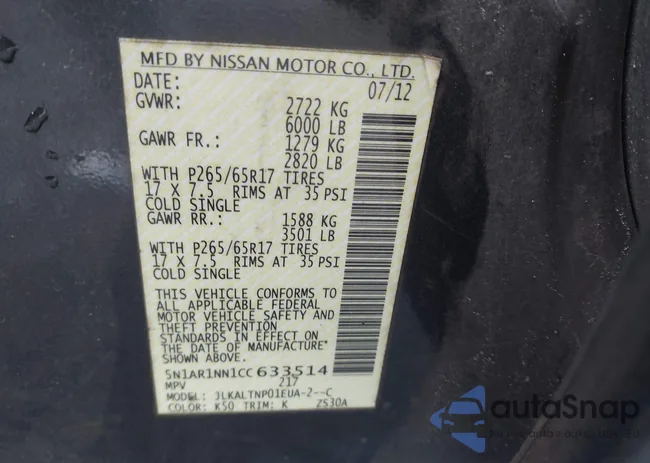 MFD BY NISSAN MOTOR CO., LTD.
DATE: 07/12
GVWR: 2722 KG
6000 LB
GAWR FR.: 1279 KG
2820 LB
WITH P265/65R17 TIRES
17 X 7.5 RIMS AT 35 PSI
COLD SINGLE
GAWR RR.: 1588 KG
3501 LB
WITH P265/65R17 TIRES
17 X 7.5 RIMS AT 35 PSI
COLD SINGLE
THIS VEHICLE CONFORMS TO
ALL APPLICABLE FEDERAL
MOTOR VEHICLE SAFETY AND
THEFT PREVENTION
STANDARDS IN EFFECT ON
THE DATE OF MANUFACTURE
SHOWN ABOVE.
5N1AR1NN1CC 633514
MPV 217
MODEL: JLKALTNP01EUA-2--C
COLOR: K50 TRIM: K ZS30A
autoSnap